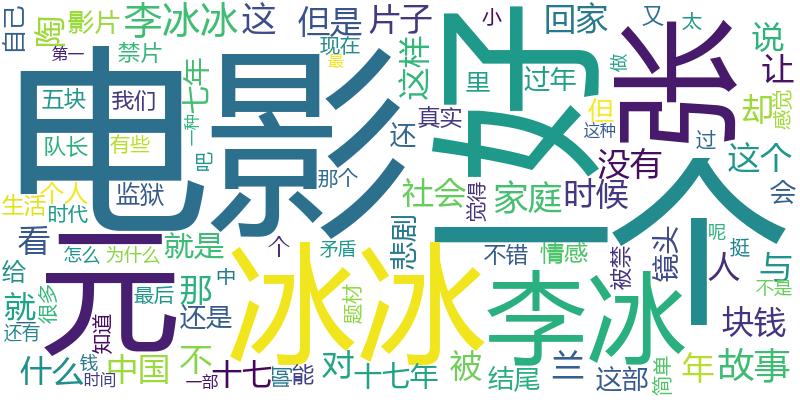 自己
陶
影片
李冰冰
这
但是
片子
小
回家
又
太
说
第一
禁片
七年
现在
最
这样
里
过年
做
张
让
电影
好
五块
我们
一种
队长
有些
吧
还
真实
但
这种
却
感觉
没有
过
这个
生活
个人
监狱
那个
社会
觉得
家庭
时候
会
时代
一个
看
元
怎么
为什么
就是
个
矛盾
悲剧
不错
情感
被禁
镜头
呢
挺
人
与
不是
给
就
很多
还有
知道
最后
那
中
还是
冰冰
题材
李冰
块钱
什么
钱
时间
中国
不
一部
十七
啊
能
对
十七年
被
结尾
兰
这部
简单
年
故事